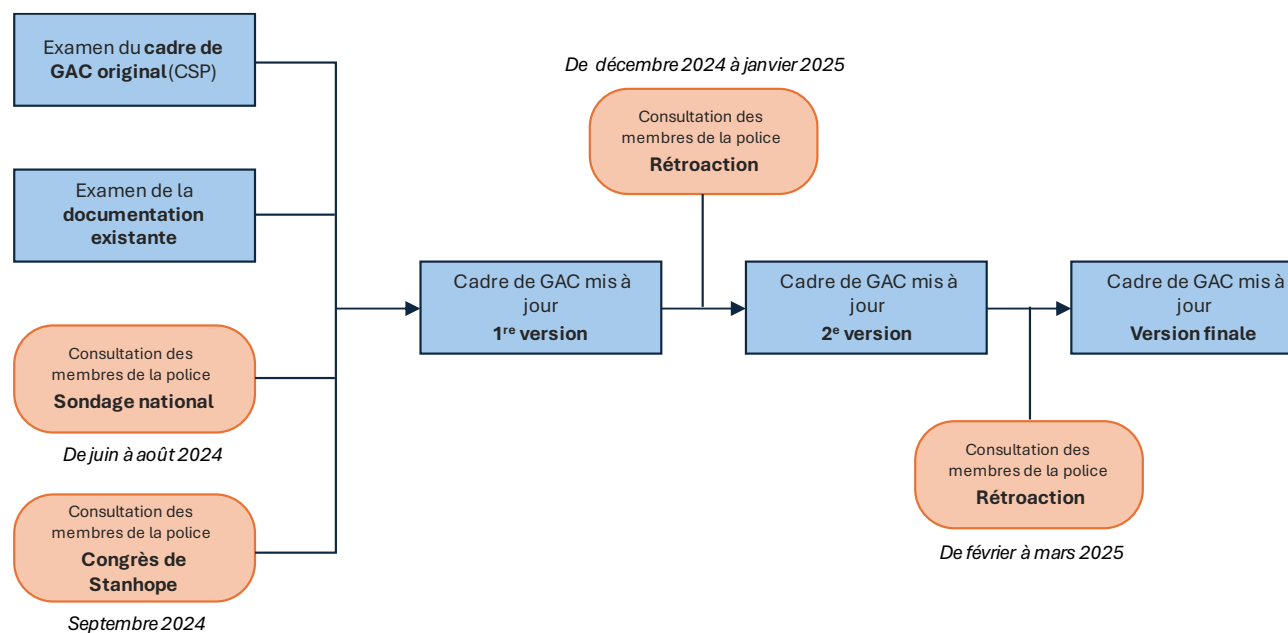 Examen du cadre de
GAC original (CSP)
Examen de la
documentation
existante
Consultation des
membres de la police
Sondage national
De juin à août 2024
Consultation des
membres de la police
Congrès de
Stanhope
Septembre 2024
Cadre de GAC mis à
jour
1re version
De décembre 2024 à janvier 2025
Consultation des
membres de la police
Rétroaction
Cadre de GAC mis à
jour
2e version
Consultation des
membres de la police
Rétroaction
De février à mars 2025
Cadre de GAC mis à
jour
Version finale